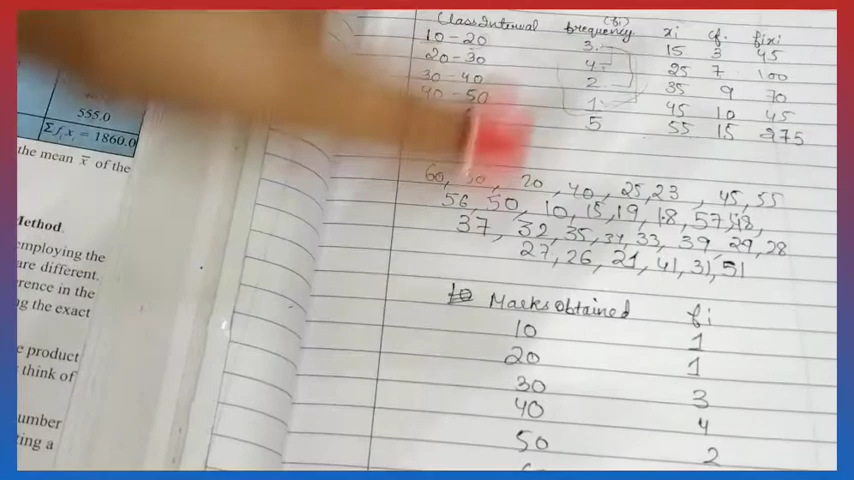 555.0
Σfᵢxᵢ = 1860.0
the mean x̄ of the
Method.
employing the
are different.
rence in the
ng the exact
e product
think of
umber
ting a
Class Interval frequency (fi) xi cf. fixi
10-20 3 15 3 45
20-30 4 25 7 100
30-40 2 35 9 70
40-50 1 45 10 45
5 55 15 275
60, 20, 40, 25, 23, 45, 55
56, 50, 10, 15, 19, 18, 57, 48,
37, 32, 35, 34, 33, 39, 29, 28
27, 26, 21, 41, 31, 51
Marks Obtained fi
10 1
20 1
30 3
40 4
50 2